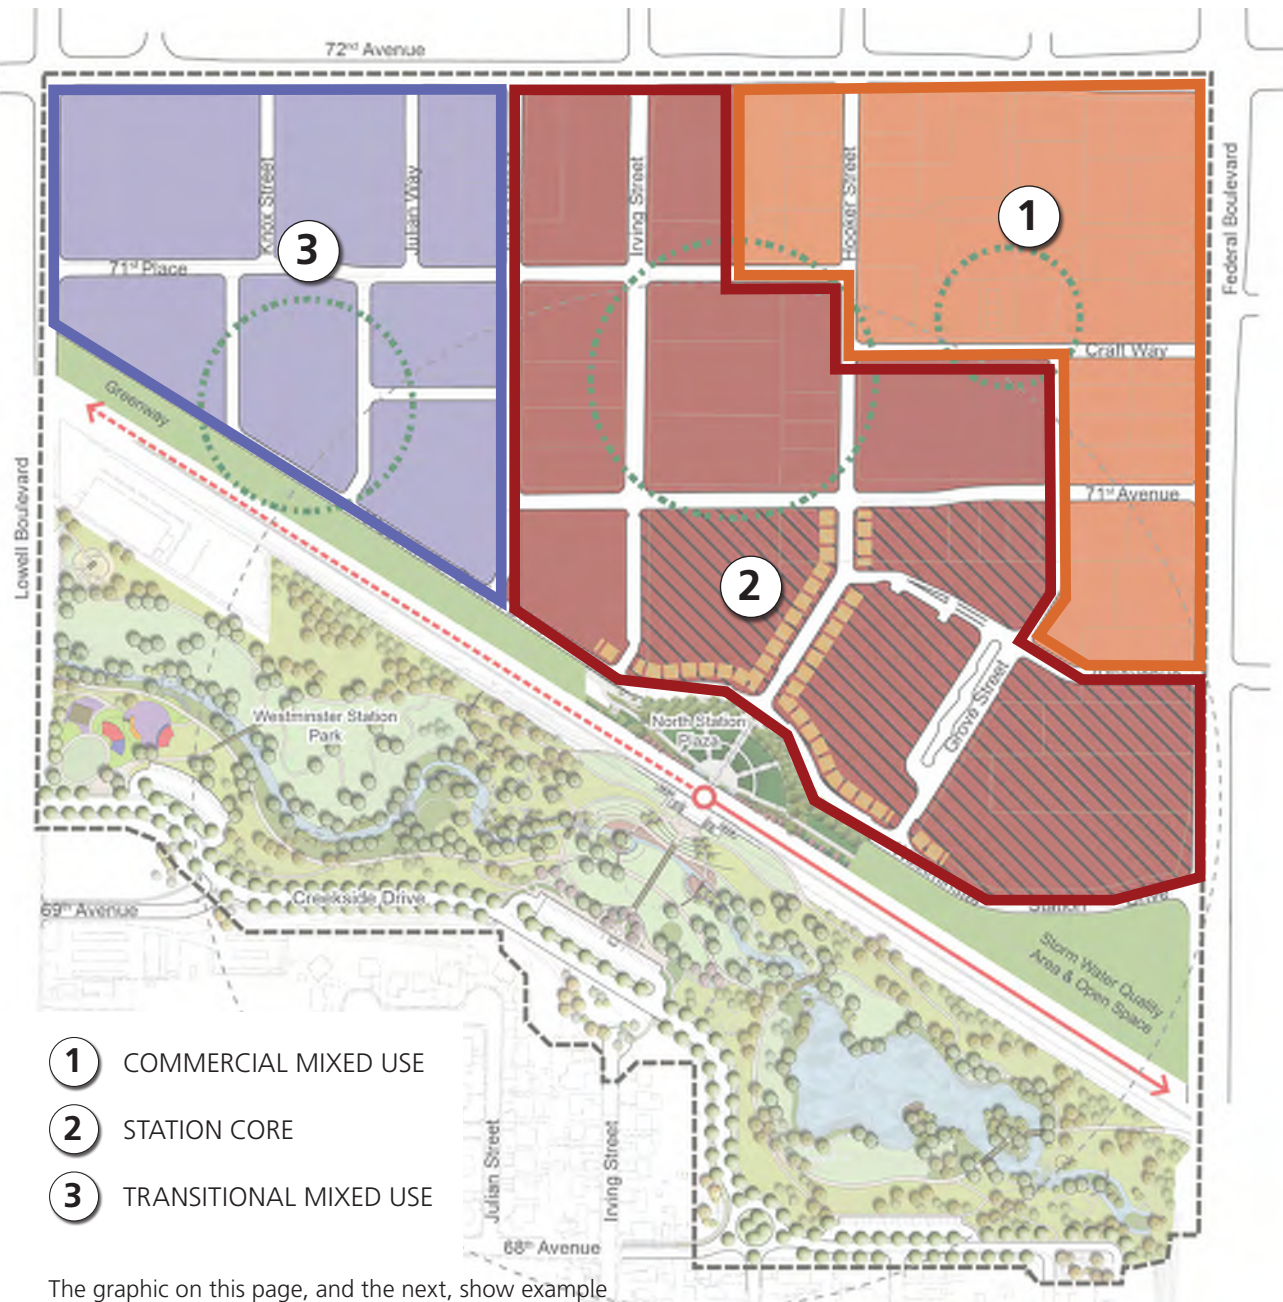 72nd Avenue
Knox Street
Julian Way
Irving Street
Hooker Street
Federal Boulevard
1
3
71st Place
Craft Way
Greenway
71st Avenue
Lowell Boulevard
2
Grove Street
Westminster Station
Park
North Station
Plaza
Creekside Drive
69th Avenue
Station
Storm Water Quality
Area & Open Space
1 COMMERCIAL MIXED USE
2 STATION CORE
3 TRANSITIONAL MIXED USE
Julian Street
Irving Street
68th Avenue
The graphic on this page, and the next, show example